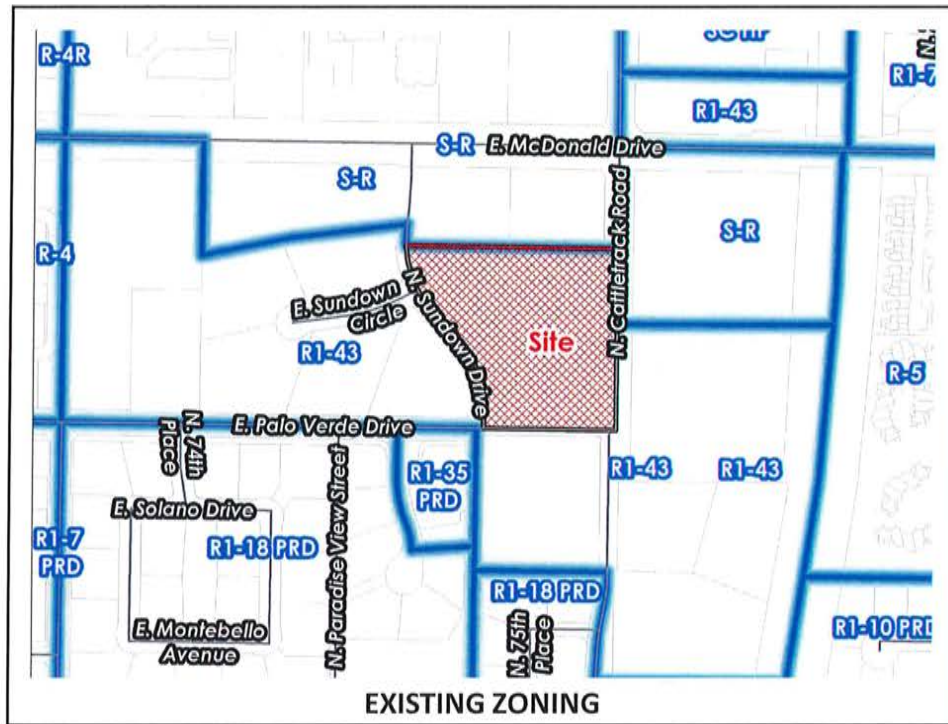 R-4R
R1-43
R1-7
S-R
E. McDonald Drive
S-R
N. Cattletrack Road
S-R
R-4
E. Sundown
Circle
N. Sundown Drive
Site
R1-43
R-5
E. Palo Verde Drive
N. 74th
Place
N. Paradise View Street
R1-35
PRD
R1-43
R1-43
E. Solano Drive
R1-7
PRD
R1-18 PRD
R1-18 PRD
N. 75th
Place
E. Montebello
Avenue
R1-10 PRD
EXISTING ZONING